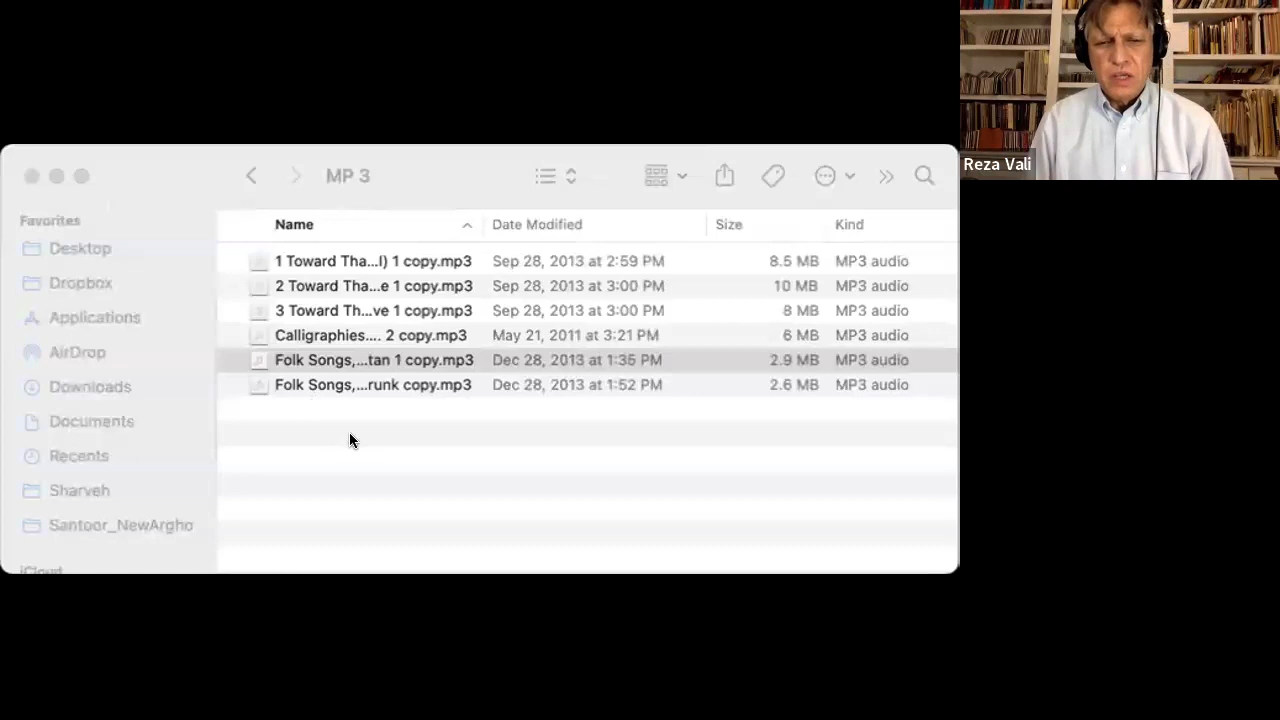 Reza Vali
MP 3
Favorites
Desktop
Dropbox
Applications
AirDrop
Downloads
Documents
Recents
Sharveh
Santoor_NewArgho
iCloud
Name Date Modified Size Kind
1 Toward Tha...l) 1 copy.mp3 Sep 28, 2013 at 2:59 PM 8.5 MB MP3 audio
2 Toward Tha...e 1 copy.mp3 Sep 28, 2013 at 3:00 PM 10 MB MP3 audio
3 Toward Th...ve 1 copy.mp3 Sep 28, 2013 at 3:00 PM 8 MB MP3 audio
Calligraphies.... 2 copy.mp3 May 21, 2011 at 3:21 PM 6 MB MP3 audio
Folk Songs,...tan 1 copy.mp3 Dec 28, 2013 at 1:35 PM 2.9 MB MP3 audio
Folk Songs,...runk copy.mp3 Dec 28, 2013 at 1:52 PM 2.6 MB MP3 audio